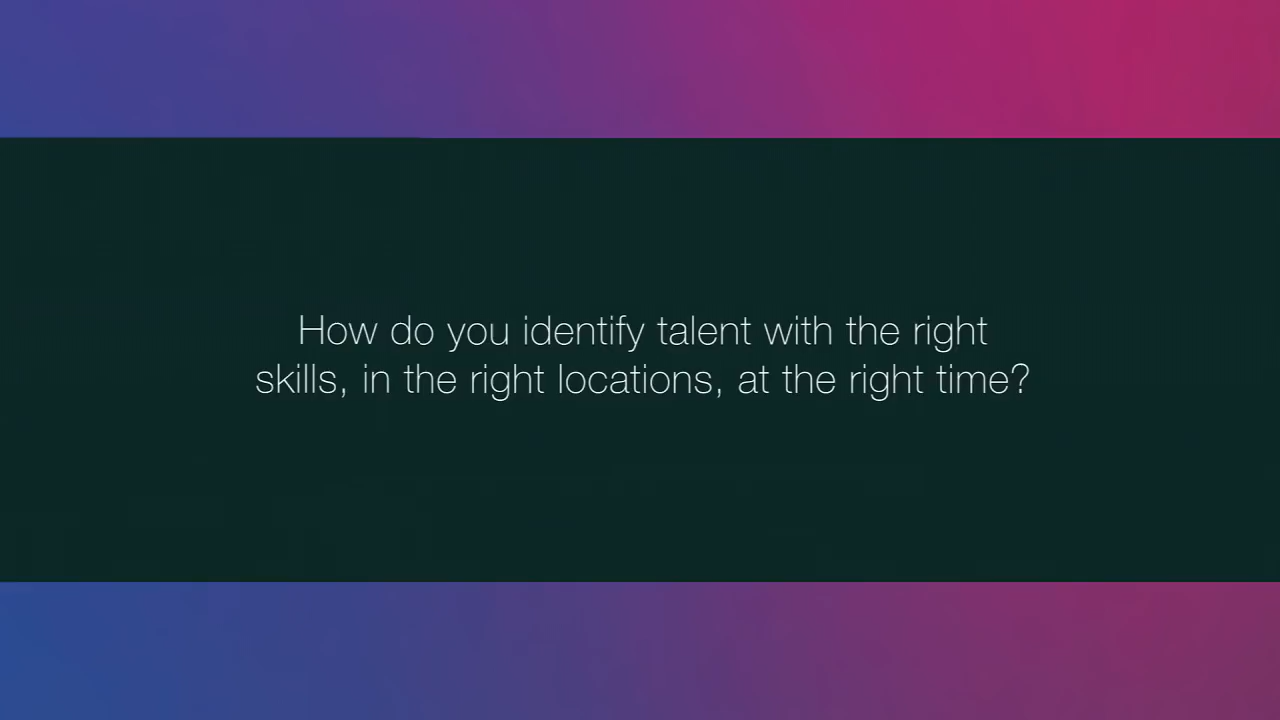 How do you identify talent with the right
skills, in the right locations, at the right time?